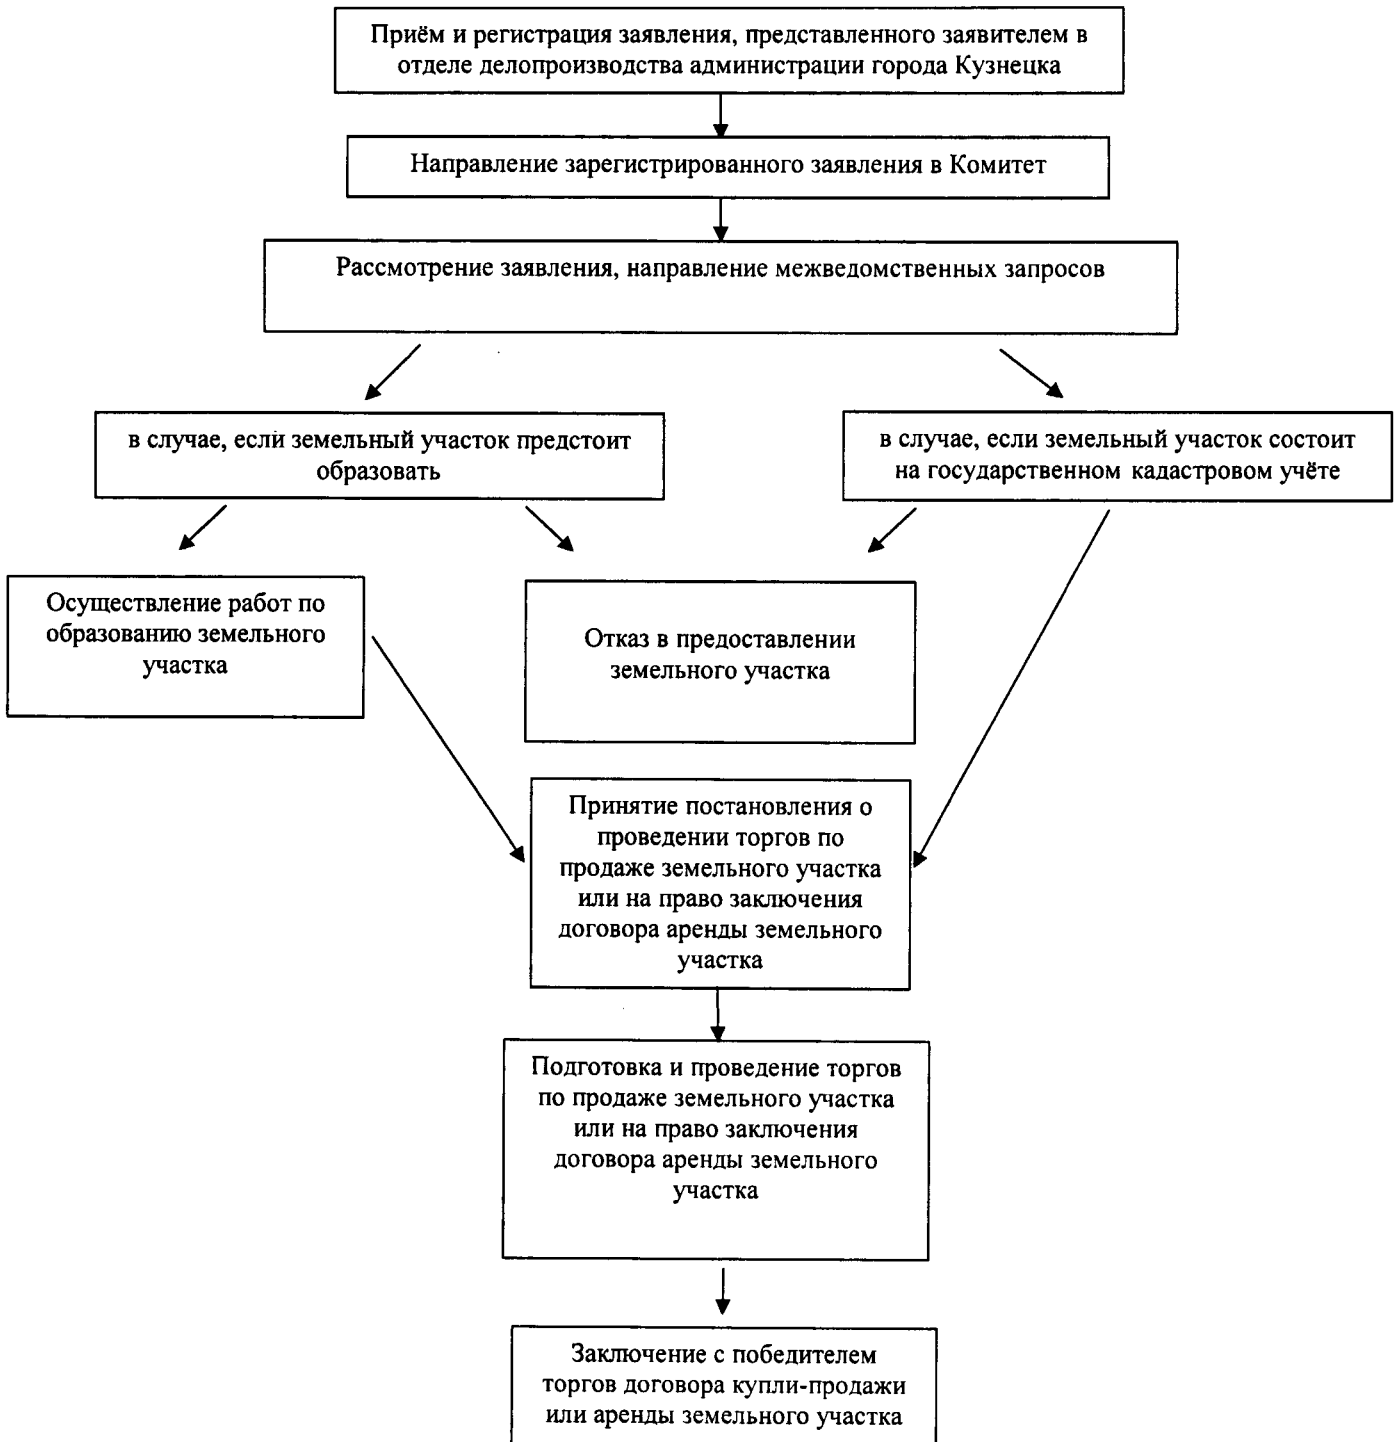 Приём и регистрация заявления, представленного заявителем в
отделе делопроизводства администрации города Кузнецка
Направление зарегистрированного заявления в Комитет
Рассмотрение заявления, направление межведомственных запросов
в случае, если земельный участок предстоит
образовать
в случае, если земельный участок состоит
на государственном кадастровом учёте
Осуществление работ по
образованию земельного
участка
Отказ в предоставлении
земельного участка
Принятие постановления о
проведении торгов по
продаже земельного участка
или на право заключения
договора аренды земельного
участка
Подготовка и проведение торгов
по продаже земельного участка
или на право заключения
договора аренды земельного
участка
Заключение с победителем
торгов договора купли-продажи
или аренды земельного участка